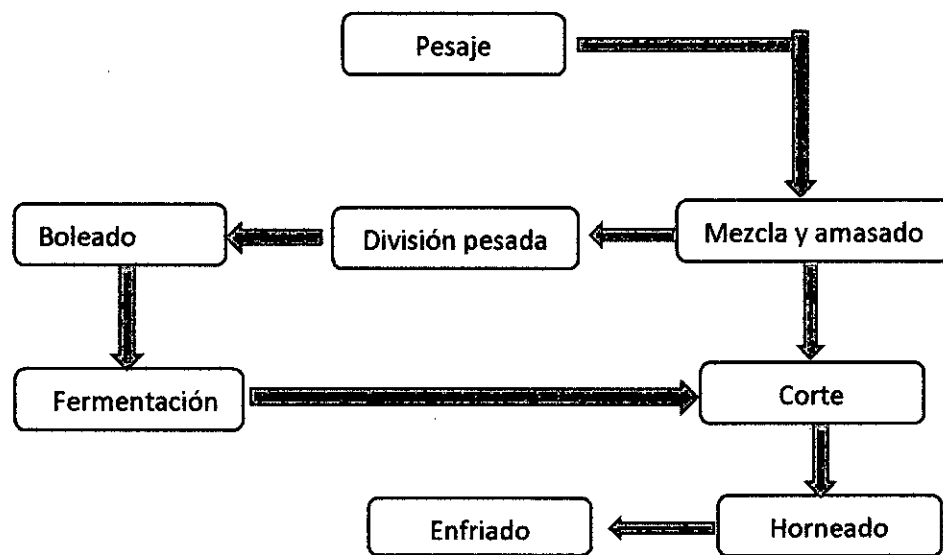 Pesaje
Mezcla y amasado
División pesada
Boleado
Fermentación
Corte
Horneado
Enfriado